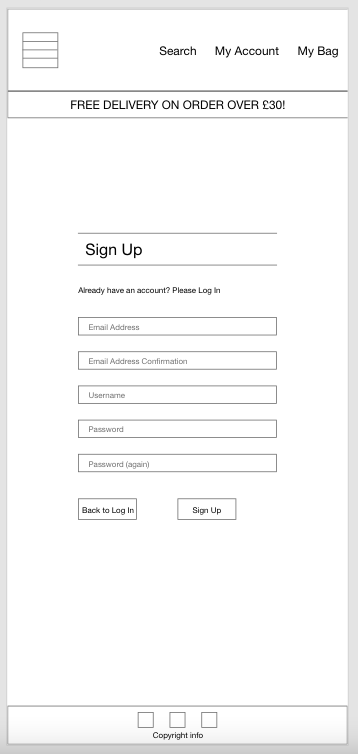 Search My Account My Bag
FREE DELIVERY ON ORDER OVER £30!
Sign Up
Already have an account? Please Log In
Email Address
Email Address Confirmation
Username
Password
Password (again)
Back to Log In Sign Up
Copyright info